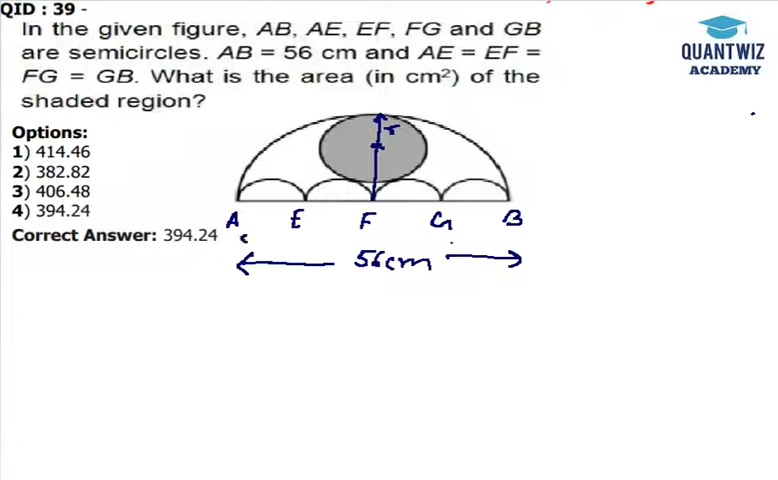 QID : 39 -
In the given figure, AB, AE, EF, FG and GB
are semicircles. AB = 56 cm and AE = EF =
FG = GB. What is the area (in cm²) of the
shaded region?
QUANTWIZ
ACADEMY
Options:
1) 414.46
2) 382.82
3) 406.48
4) 394.24
Correct Answer: 394.24
r
A E F G B
56cm